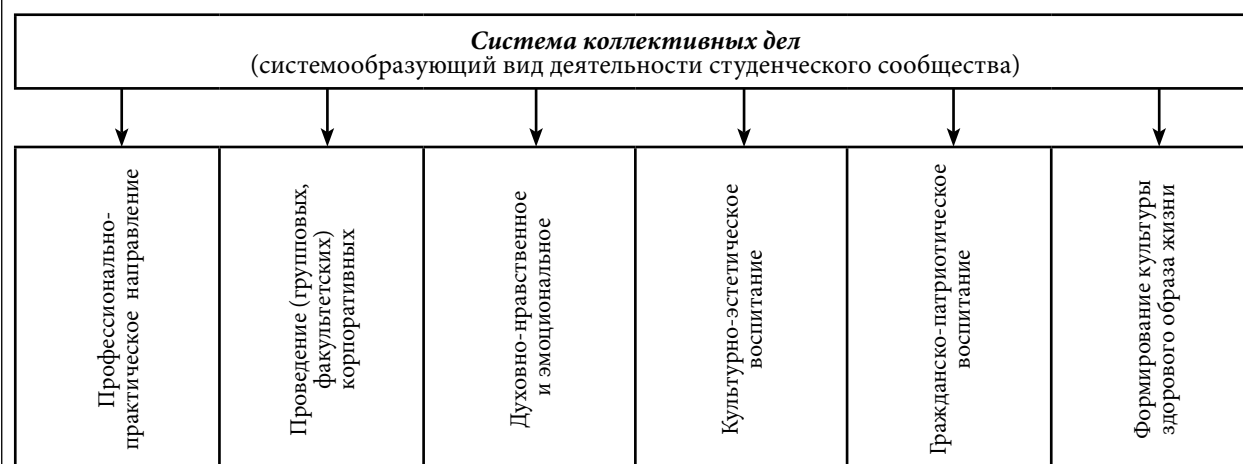 Система коллективных дел
(системообразующий вид деятельности студенческого сообщества)
Профессионально-
практическое направление
Проведение (групповых,
факультетских)
корпоративных
Духовно-нравственное
и эмоциональное
Культурно-эстетическое
воспитание
Гражданско-патриотическое
воспитание
Формирование культуры
здорового образа жизни